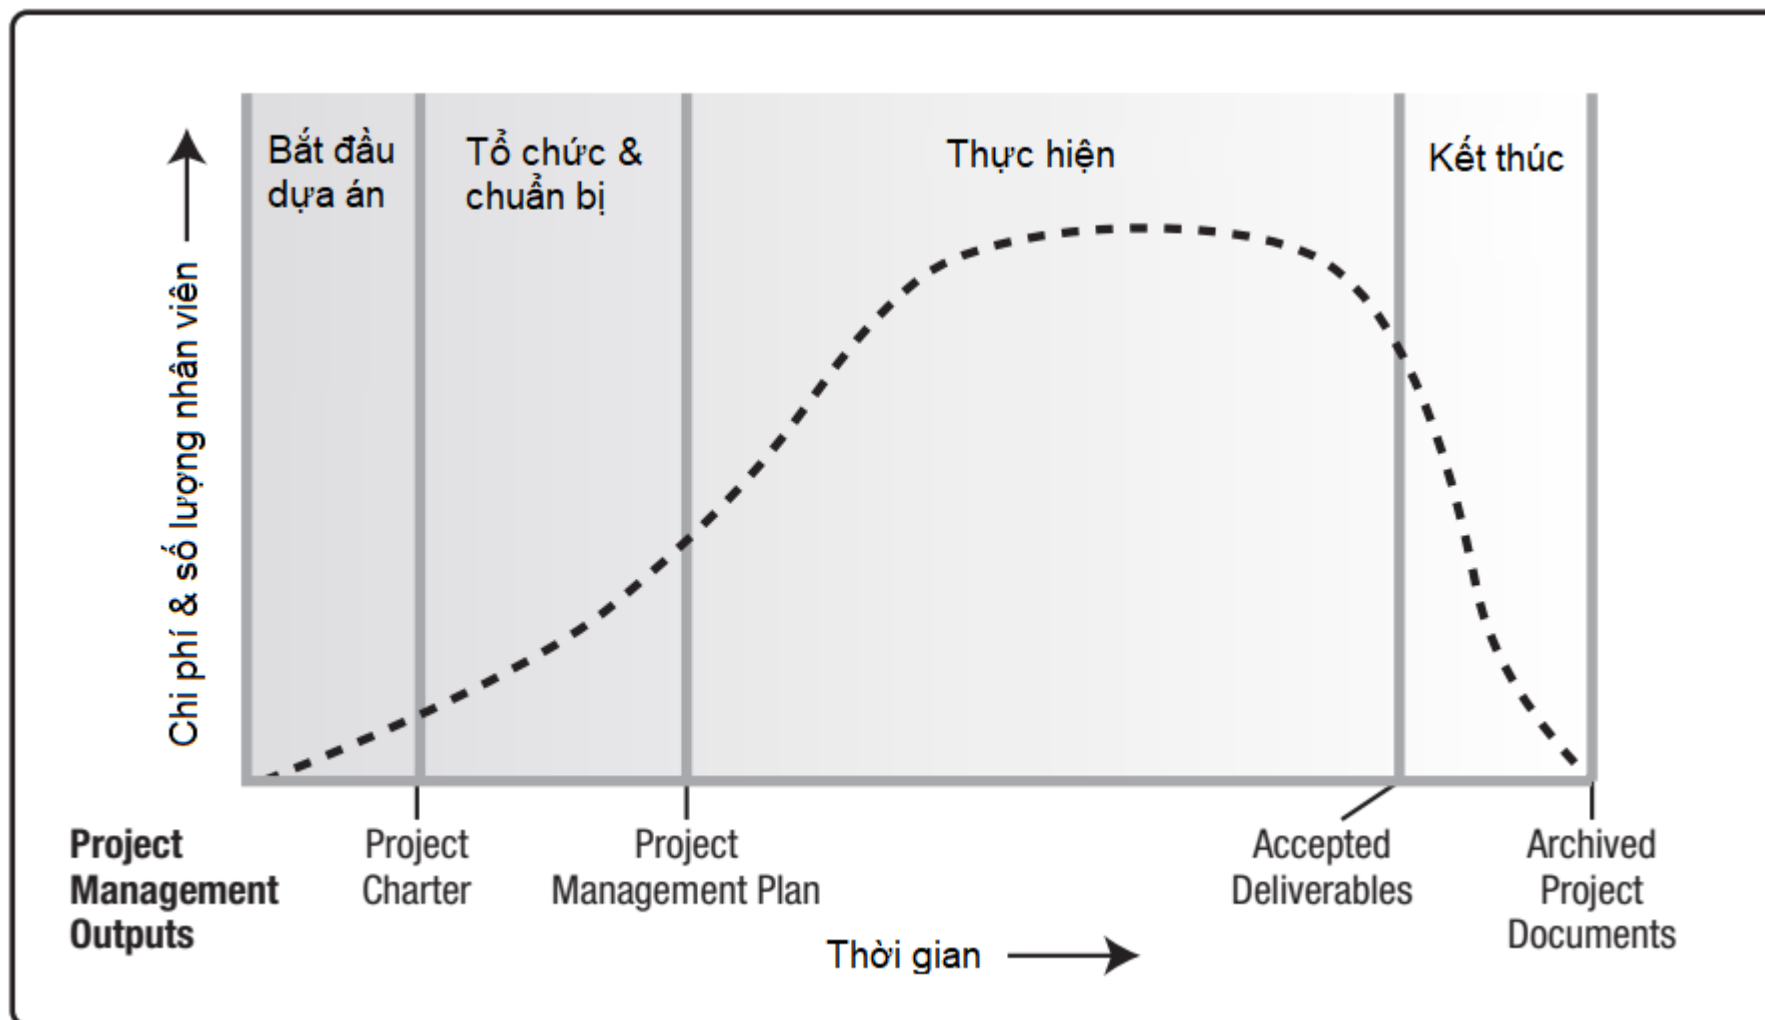 Bắt đầu
dựa án
Tổ chức &
chuẩn bị
Thực hiện
Kết thúc
Chi phí & số lượng nhân viên
Project
Management
Outputs
Project
Charter
Project
Management Plan
Accepted
Deliverables
Archived
Project
Documents
Thời gian